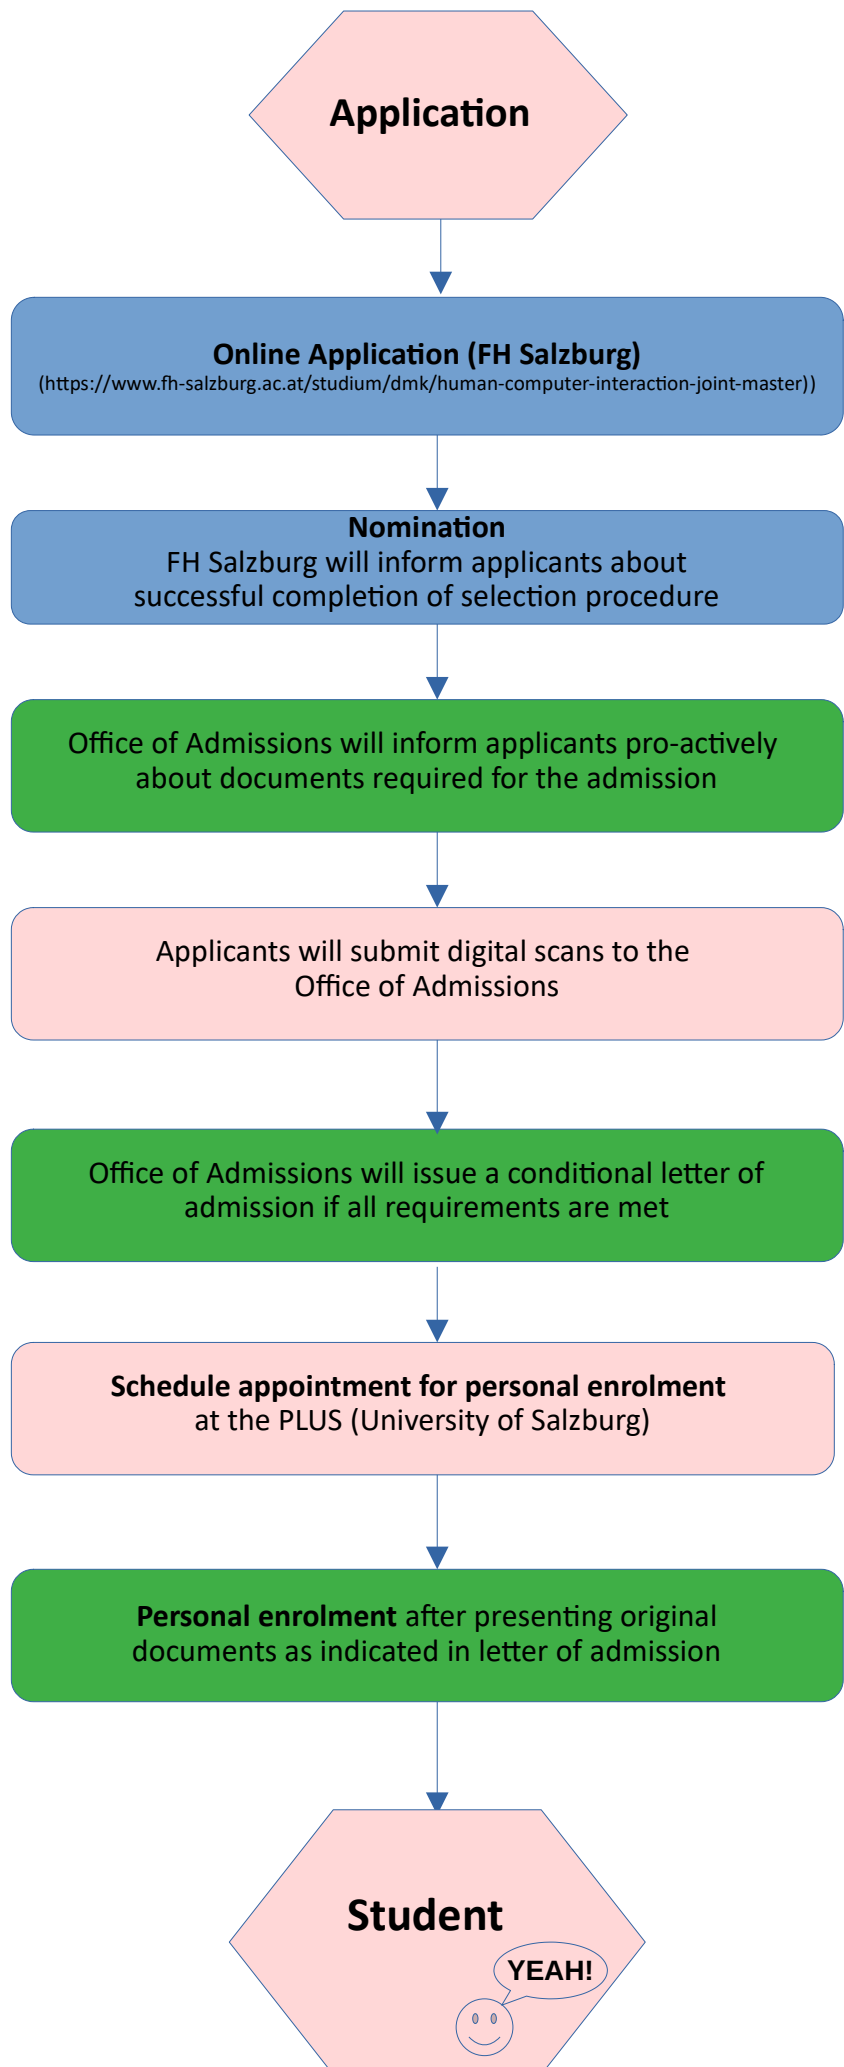 Application
Online Application (FH Salzburg)
(https://www.fh-salzburg.ac.at/studium/dmk/human-computer-interaction-joint-master))
Nomination
FH Salzburg will inform applicants about
successful completion of selection procedure
Office of Admissions will inform applicants pro-actively
about documents required for the admission
Applicants will submit digital scans to the
Office of Admissions
Office of Admissions will issue a conditional letter of
admission if all requirements are met
Schedule appointment for personal enrolment
at the PLUS (University of Salzburg)
Personal enrolment after presenting original
documents as indicated in letter of admission
Student
YEAH!